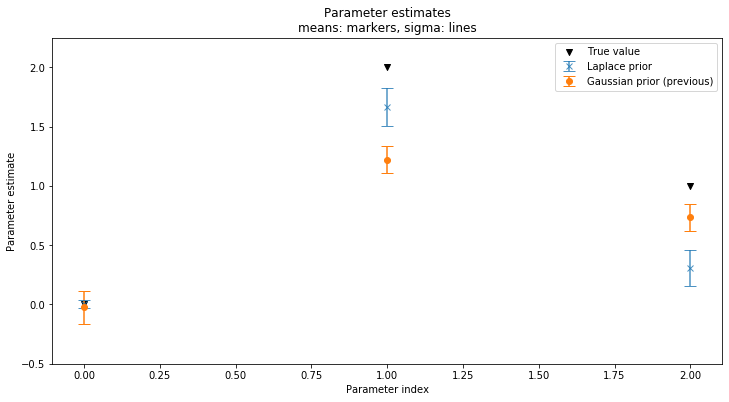 Parameter estimates
means: markers, sigma: lines
True value
Laplace prior
Gaussian prior (previous)
Parameter estimate
2.0
1.5
1.0
0.5
0.0
−0.5
0.00
0.25
0.50
0.75
1.00
1.25
1.50
1.75
2.00
Parameter index